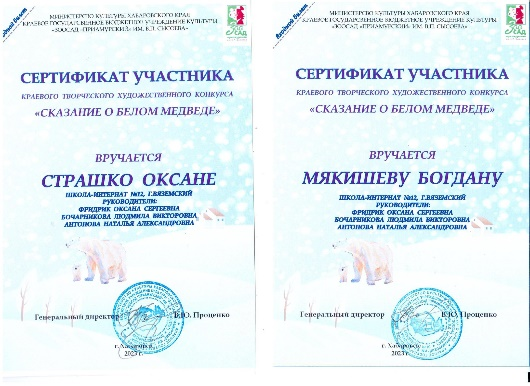 МИНИСТЕРСТВО КУЛЬТУРЫ ХАБАРОВСКОГО КРАЯ
КРАЕВОЕ ГОСУДАРСТВЕННОЕ БЮДЖЕТНОЕ УЧРЕЖДЕНИЕ КУЛЬТУРЫ
«ЗООСАД «ПРИАМУРСКИЙ» ИМ. В.П. СЫСОЕВА»
СЕРТИФИКАТ УЧАСТНИКА
КРАЕВОГО ТВОРЧЕСКОГО ХУДОЖЕСТВЕННОГО КОНКУРСА
«СКАЗАНИЕ О БЕЛОМ МЕДВЕДЕ»
ВРУЧАЕТСЯ
СТРАШКО ОКСАНЕ
ШКОЛА-ИНТЕРНАТ №12, Г.ВЯЗЕМСКИЙ
РУКОВОДИТЕЛИ:
ФРИДРИК ОКСАНА СЕРГЕЕВНА
БОЧАРНИКОВА ЛЮДМИЛА ВИКТОРОВНА
АНТОНОВА НАТАЛЬЯ АЛЕКСАНДРОВНА
Генеральный директор В.Ю. Проценко
г. Хабаровск
2023 г.
МИНИСТЕРСТВО КУЛЬТУРЫ ХАБАРОВСКОГО КРАЯ
КРАЕВОЕ ГОСУДАРСТВЕННОЕ БЮДЖЕТНОЕ УЧРЕЖДЕНИЕ КУЛЬТУРЫ
«ЗООСАД «ПРИАМУРСКИЙ» ИМ. В.П. СЫСОЕВА»
СЕРТИФИКАТ УЧАСТНИКА
КРАЕВОГО ТВОРЧЕСКОГО ХУДОЖЕСТВЕННОГО КОНКУРСА
«СКАЗАНИЕ О БЕЛОМ МЕДВЕДЕ»
ВРУЧАЕТСЯ
МЯКИШЕВУ БОГДАНУ
ШКОЛА-ИНТЕРНАТ №12, Г.ВЯЗЕМСКИЙ
РУКОВОДИТЕЛИ:
ФРИДРИК ОКСАНА СЕРГЕЕВНА
БОЧАРНИКОВА ЛЮДМИЛА ВИКТОРОВНА
АНТОНОВА НАТАЛЬЯ АЛЕКСАНДРОВНА
Генеральный директор В.Ю. Проценко
г. Хабаровск
2023 г.